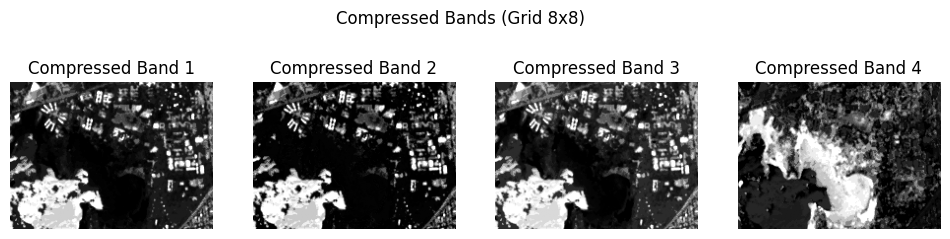 Compressed Bands (Grid 8x8)
Compressed Band 1
Compressed Band 2
Compressed Band 3
Compressed Band 4